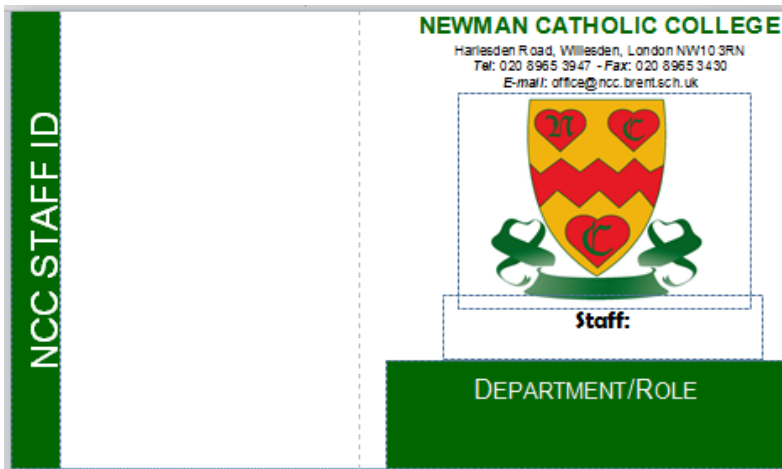 NCC STAFF ID
NEWMAN CATHOLIC COLLEGE
Harlesden Road, Willesden, London NW10 3RN
Tel: 020 8965 3947 - Fax: 020 8965 3430
E-mail: office@ncc.brent.sch.uk
N C
C
Staff:
DEPARTMENT/ROLE